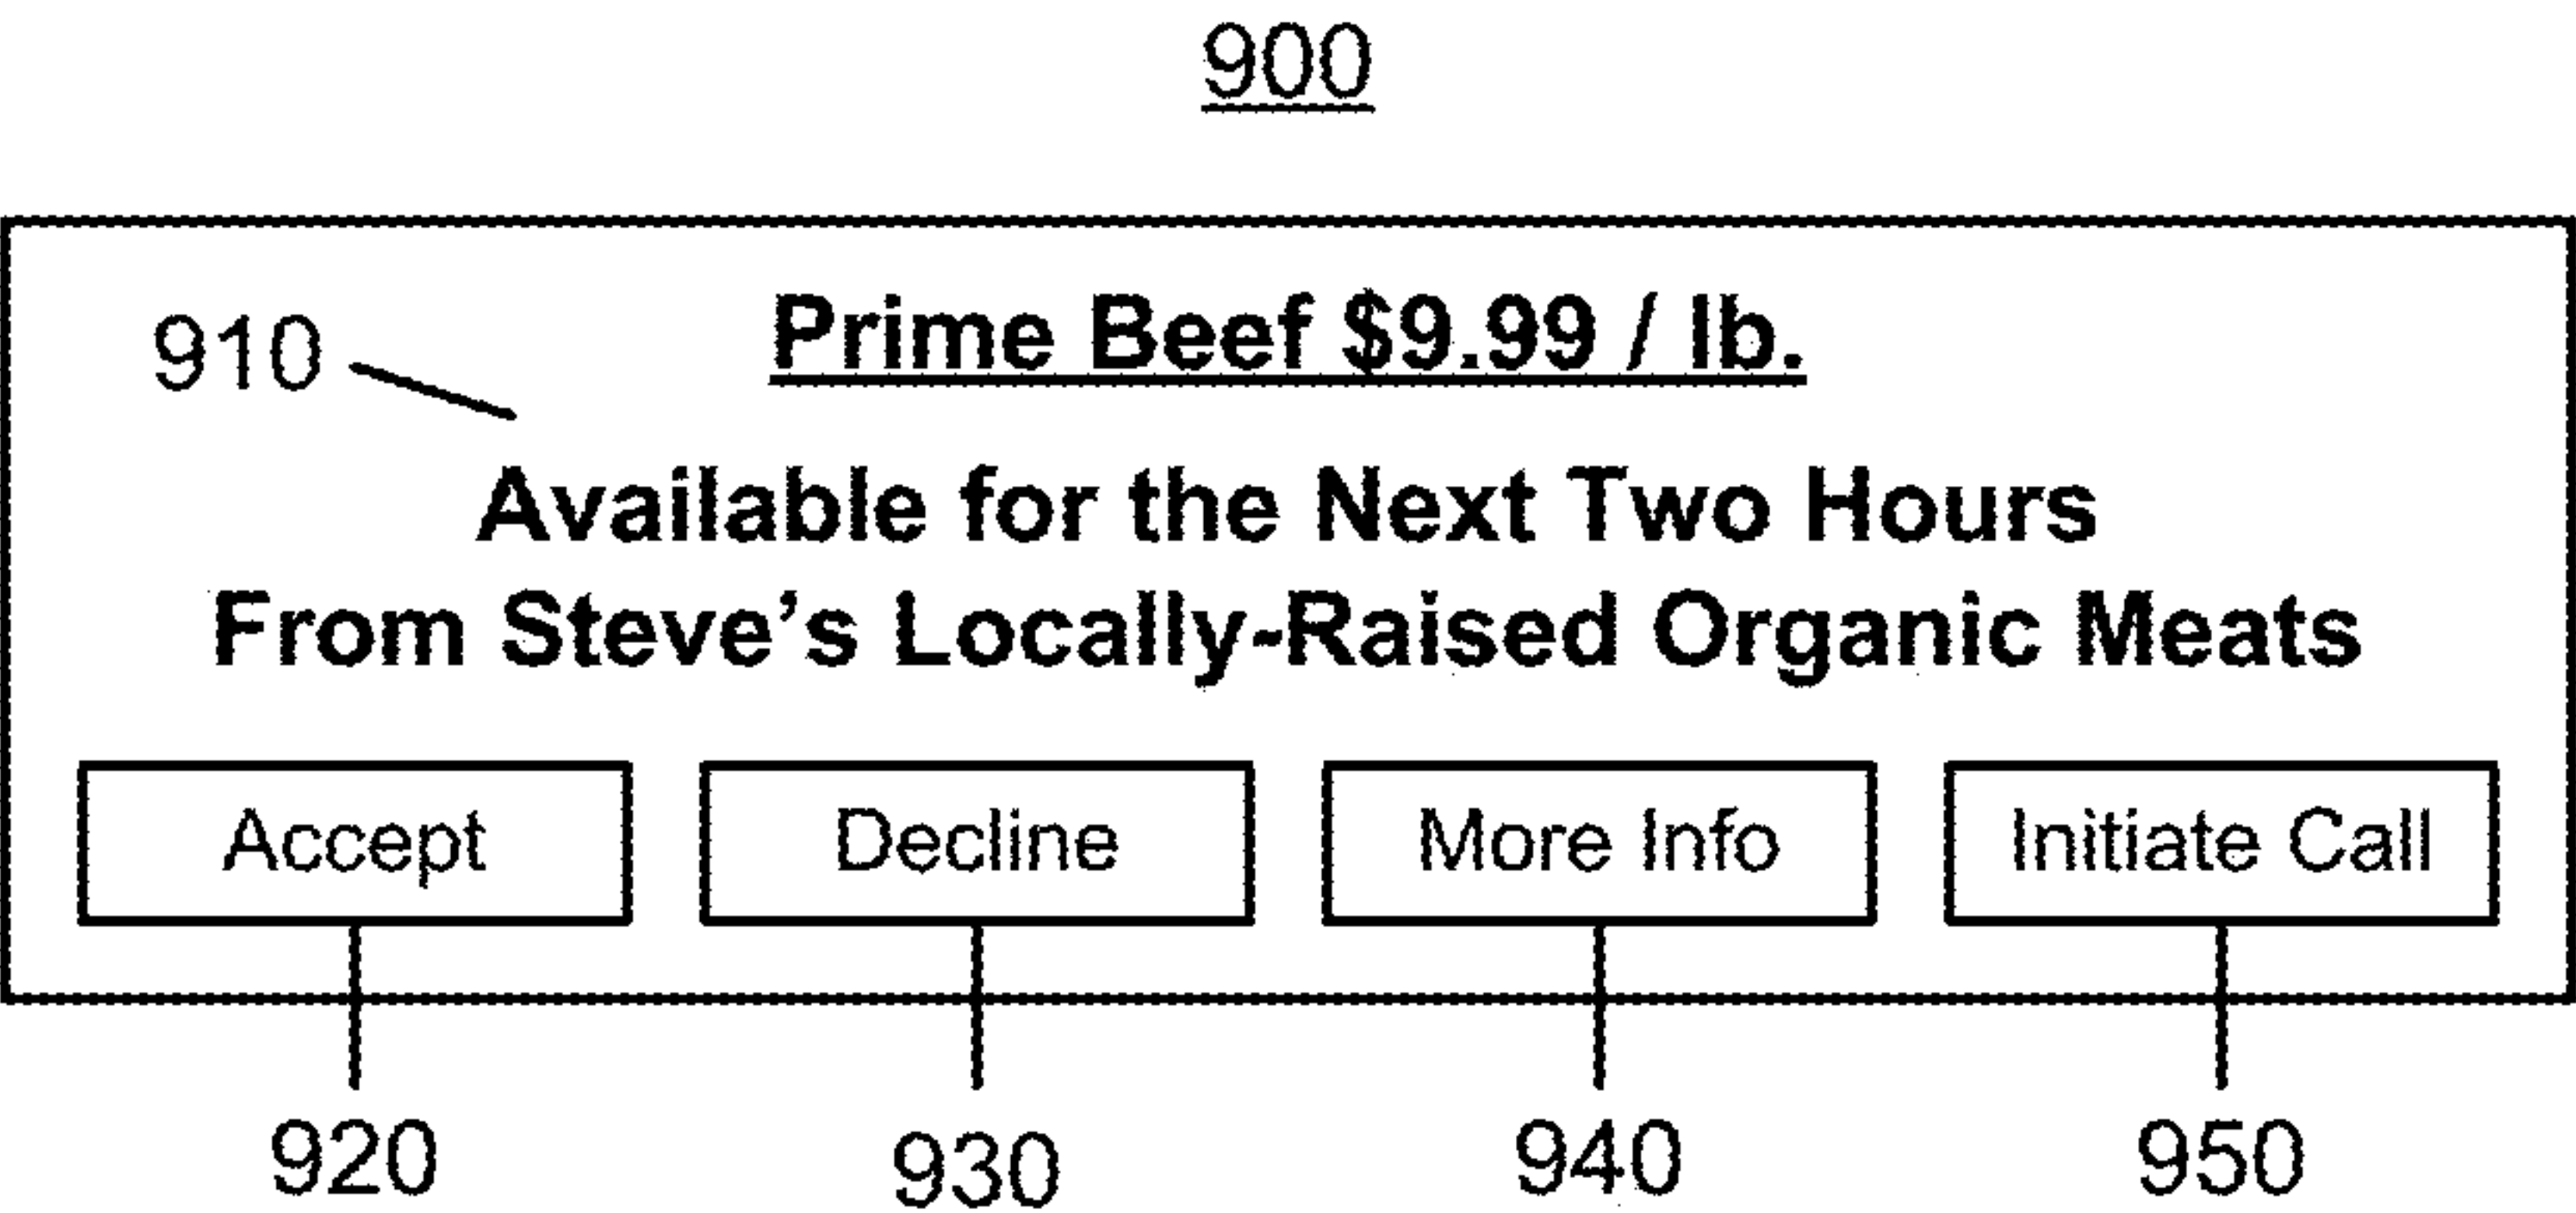 900
910
Prime Beef $9.99 / lb.
Available for the Next Two Hours
From Steve's Locally-Raised Organic Meats
Accept Decline More Info Initiate Call
920 930 940 950